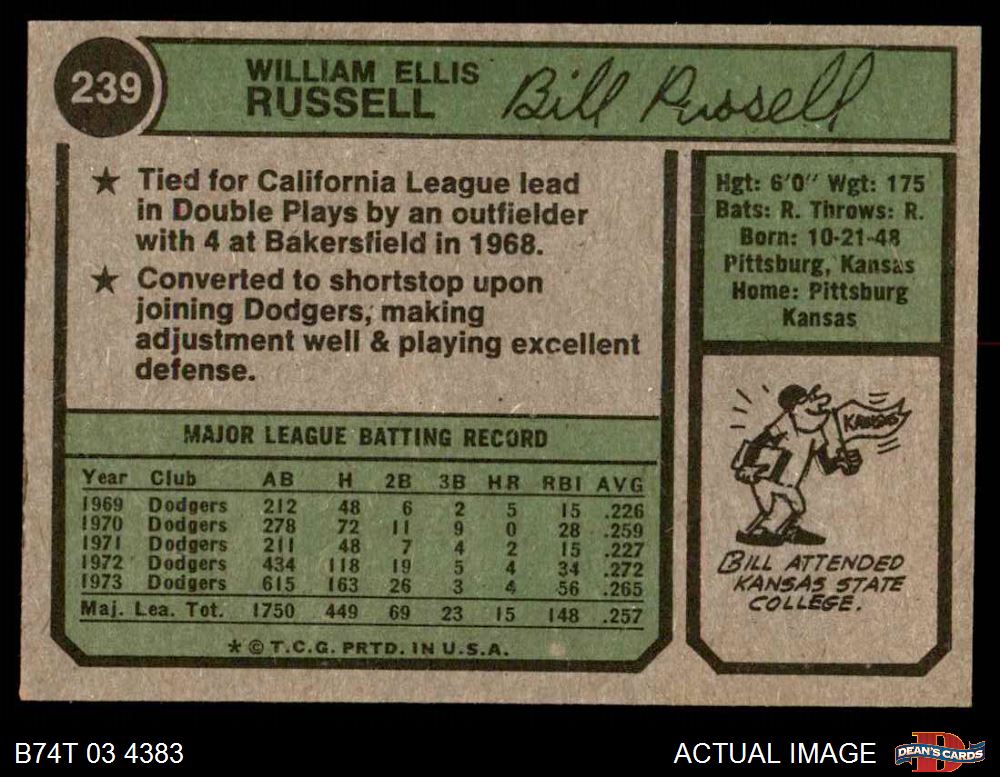 239
WILLIAM ELLIS
RUSSELL
Bill Russell
★ Tied for California League lead
in Double Plays by an outfielder
with 4 at Bakersfield in 1968.
★ Converted to shortstop upon
joining Dodgers, making
adjustment well & playing excellent
defense.
Hgt: 6'0" Wgt: 175
Bats: R. Throws: R.
Born: 10-21-48
Pittsburg, Kansas
Home: Pittsburg
Kansas
MAJOR LEAGUE BATTING RECORD
Year Club AB H 2B 3B HR RBI AVG
1969 Dodgers 212 48 6 2 5 15 .226
1970 Dodgers 278 72 11 9 0 28 .259
1971 Dodgers 211 48 7 4 2 15 .227
1972 Dodgers 434 118 19 5 4 34 .272
1973 Dodgers 615 163 26 3 4 56 .265
Maj. Lea. Tot. 1750 449 69 23 15 148 .257
* © T.C.G. PRTD. IN U.S.A.
KANSAS
BILL ATTENDED
KANSAS STATE
COLLEGE.
B74T 03 4383
ACTUAL IMAGE
D
DEAN'S CARDS